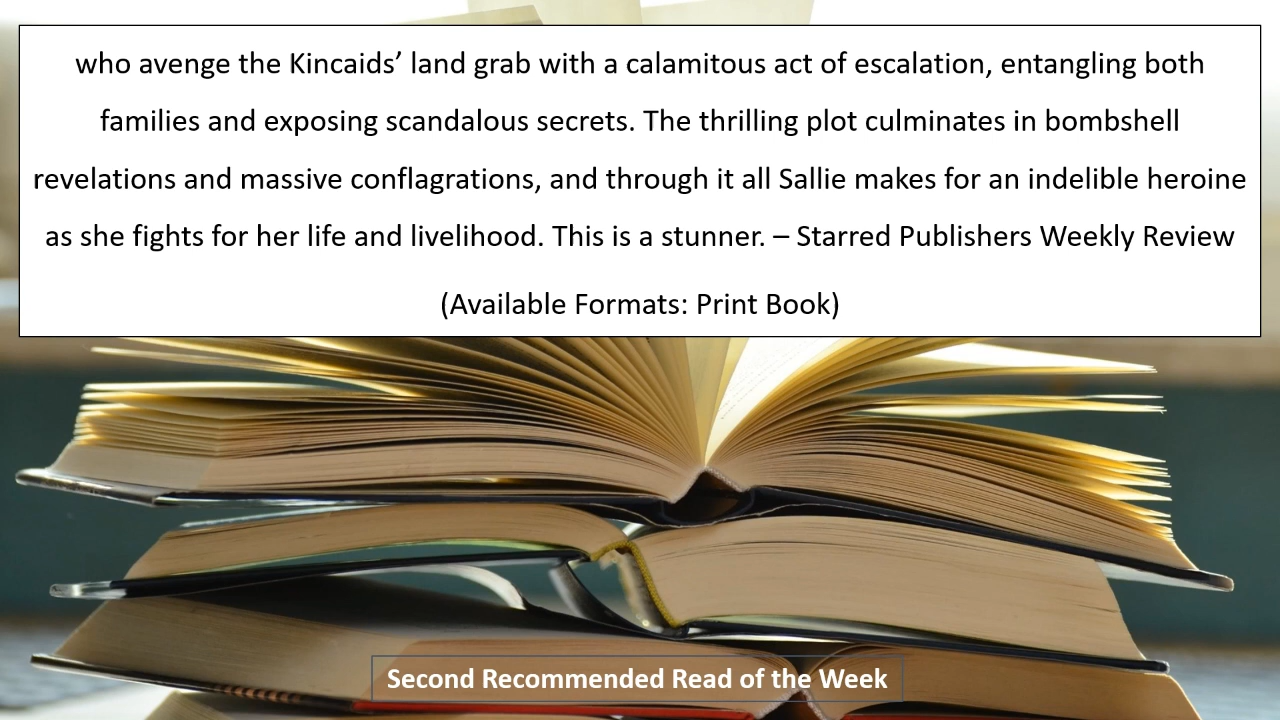 who avenge the Kincaids’ land grab with a calamitous act of escalation, entangling both
families and exposing scandalous secrets. The thrilling plot culminates in bombshell
revelations and massive conflagrations, and through it all Sallie makes for an indelible heroine
as she fights for her life and livelihood. This is a stunner. – Starred Publishers Weekly Review
(Available Formats: Print Book)
Second Recommended Read of the Week